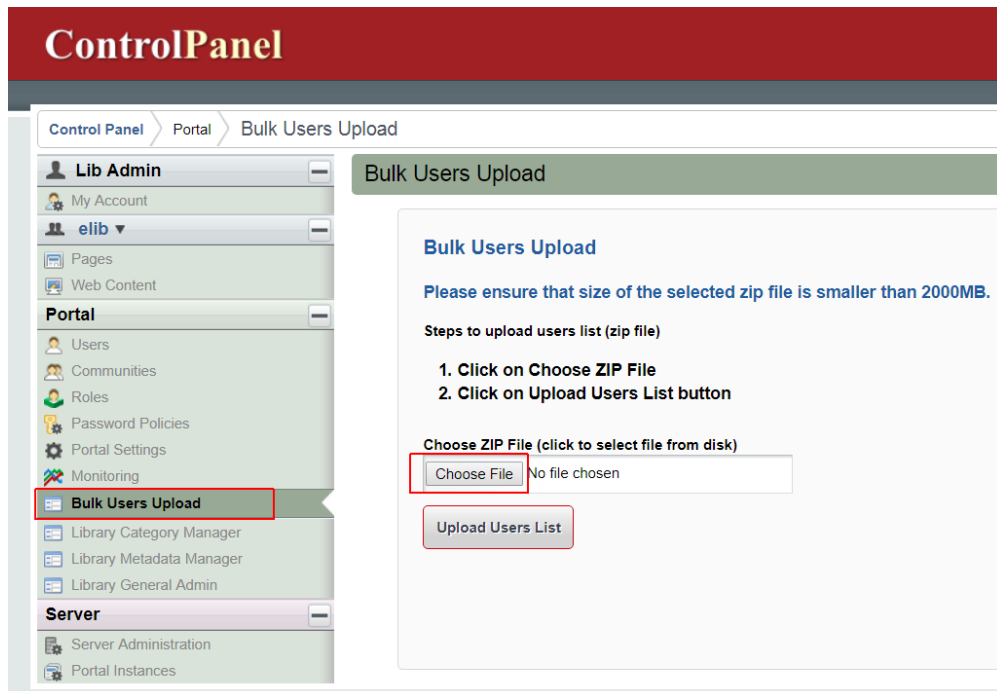 ControlPanel
Control Panel Portal Bulk Users Upload
Lib Admin
My Account
elib ▼
Pages
Web Content
Portal
Users
Communities
Roles
Password Policies
Portal Settings
Monitoring
Bulk Users Upload
Library Category Manager
Library Metadata Manager
Library General Admin
Server
Server Administration
Portal Instances
Bulk Users Upload
Bulk Users Upload
Please ensure that size of the selected zip file is smaller than 2000MB.
Steps to upload users list (zip file)
1. Click on Choose ZIP File
2. Click on Upload Users List button
Choose ZIP File (click to select file from disk)
Choose File No file chosen
Upload Users List